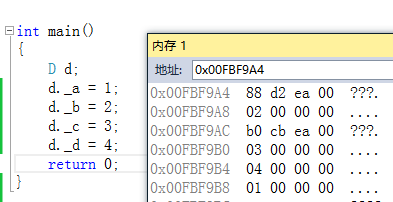 int main()
{
D d;
d._a = 1;
d._b = 2;
d._c = 3;
d._d = 4;
return 0;
}
内存 1
地址: 0x00FBF9A4
0x00FBF9A4 88 d2 ea 00 ???.
0x00FBF9A8 02 00 00 00 ....
0x00FBF9AC b0 cb ea 00 ???.
0x00FBF9B0 03 00 00 00 ....
0x00FBF9B4 04 00 00 00 ....
0x00FBF9B8 01 00 00 00 ....